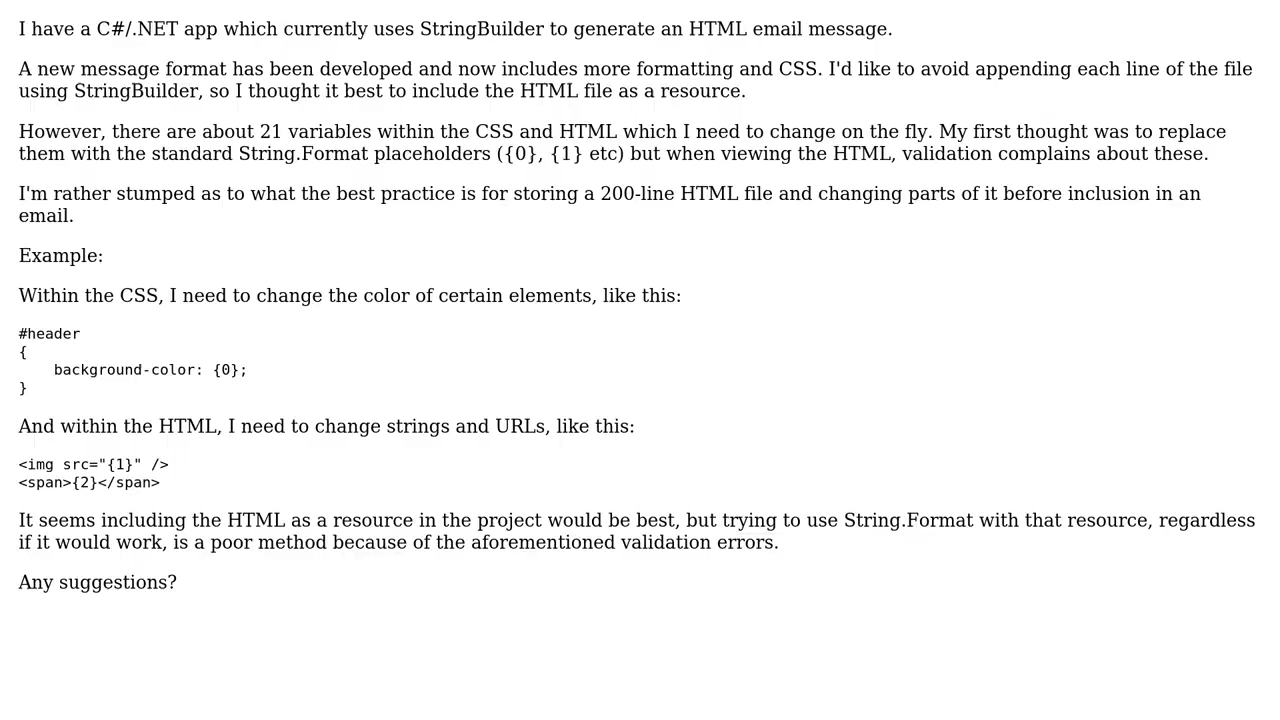 I have a C#/.NET app which currently uses StringBuilder to generate an HTML email message.
A new message format has been developed and now includes more formatting and CSS. I'd like to avoid appending each line of the file
using StringBuilder, so I thought it best to include the HTML file as a resource.
However, there are about 21 variables within the CSS and HTML which I need to change on the fly. My first thought was to replace
them with the standard String.Format placeholders ({0}, {1} etc) but when viewing the HTML, validation complains about these.
I'm rather stumped as to what the best practice is for storing a 200-line HTML file and changing parts of it before inclusion in an
email.
Example:
Within the CSS, I need to change the color of certain elements, like this:
#header
{
    background-color: {0};
}
And within the HTML, I need to change strings and URLs, like this:
<img src="{1}" />
<span>{2}</span>
It seems including the HTML as a resource in the project would be best, but trying to use String.Format with that resource, regardless
if it would work, is a poor method because of the aforementioned validation errors.
Any suggestions?